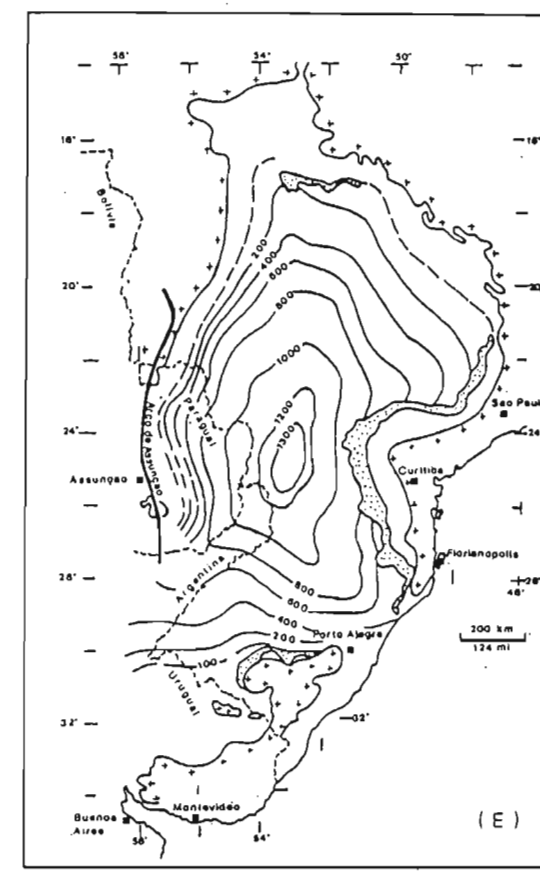 58° 54° 50°
16° 16°
Bolivia
200
400
600
800
20° 20
1000
Paraguai
1200
1300
Arco de Assunção
São Paul
24° 24
Assunção
Curitiba
Florianopolis
28° 28°
48°
Argentina
800
600
400
200
Porto Alegre
200 km
124 mi
100
Uruguai
32° 32°
Montevideo
Buenos
Aires
58° 54°
(E)